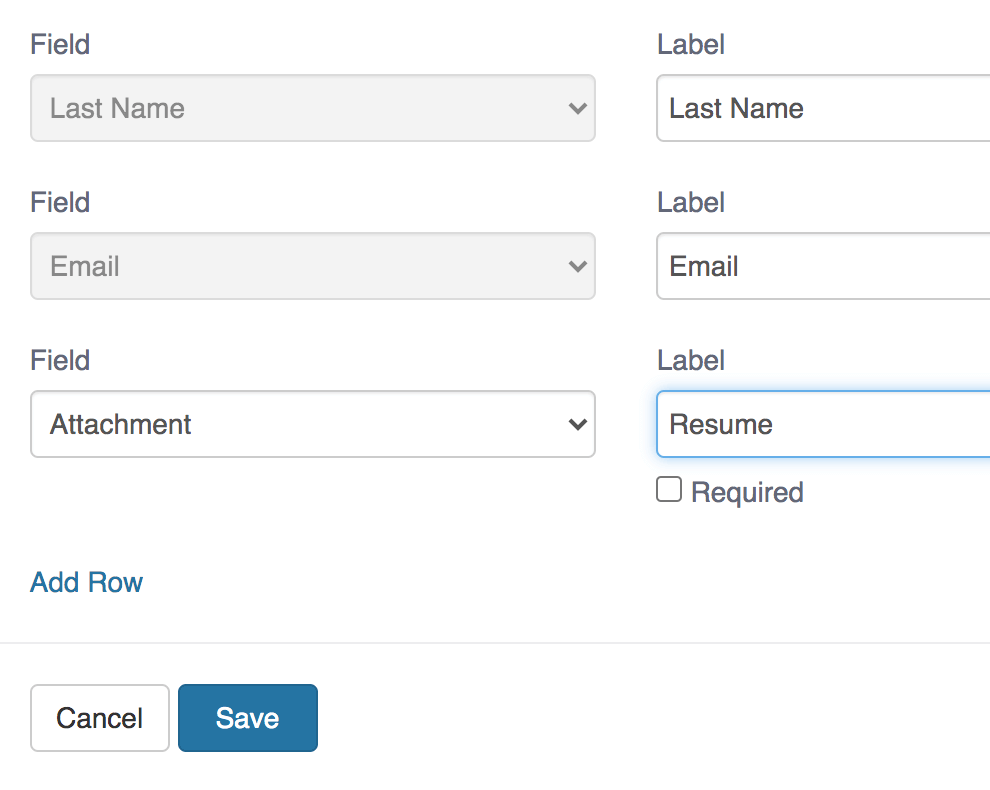 Field Label
Last Name Last Name
Field Label
Email Email
Field Label
Attachment Resume
Required
Add Row
Cancel Save